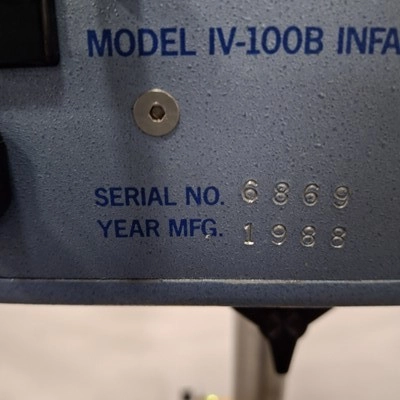 MODEL IV-100B INFA
SERIAL NO. 6869
YEAR MFG. 1988